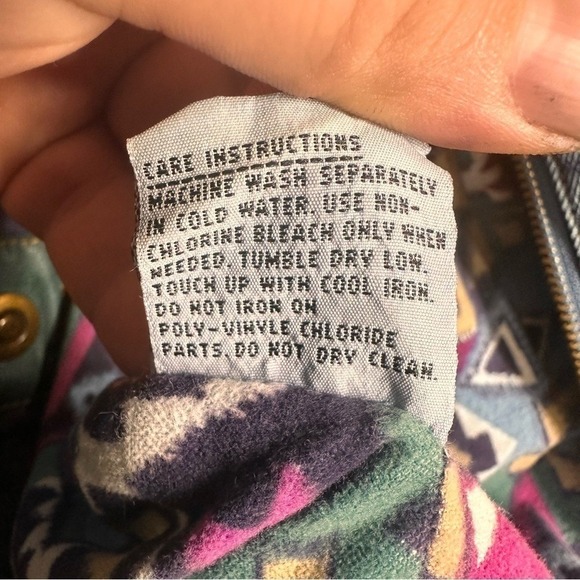 CARE INSTRUCTIONS
MACHINE WASH SEPARATELY
IN COLD WATER. USE NON-
CHLORINE BLEACH ONLY WHEN
NEEDED. TUMBLE DRY LOW.
TOUCH UP WITH COOL IRON.
DO NOT IRON ON
POLY-VIHYLE CHLORIDE
PARTS. DO NOT DRY CLEAN.